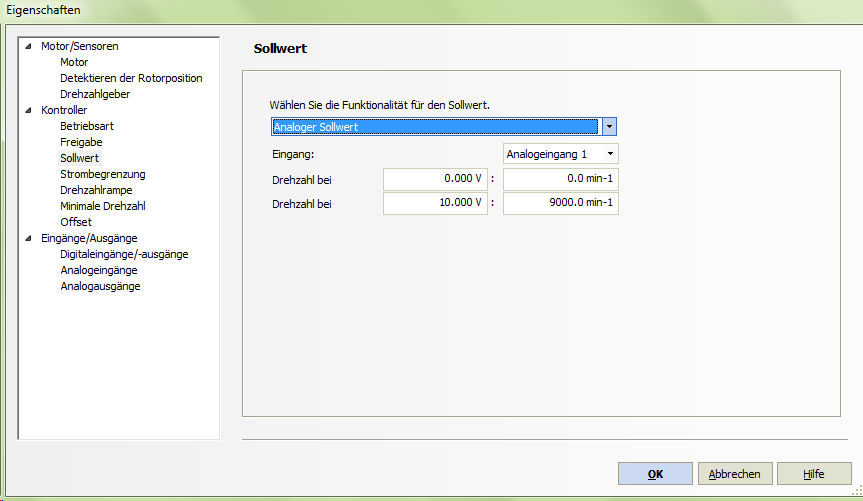 Eigenschaften
Motor/Sensoren
Motor
Detektieren der Rotorposition
Drehzahlgeber
Kontroller
Betriebsart
Freigabe
Sollwert
Strombegrenzung
Drehzahlrampe
Minimale Drehzahl
Offset
Eingänge/Ausgänge
Digitaleingänge/-ausgänge
Analogeingänge
Analogausgänge
Sollwert
Wählen Sie die Funktionalität für den Sollwert.
Analoger Sollwert
Eingang: Analogeingang 1
Drehzahl bei 0.000 V : 0.0 min-1
Drehzahl bei 10.000 V : 9000.0 min-1
OK Abbrechen Hilfe